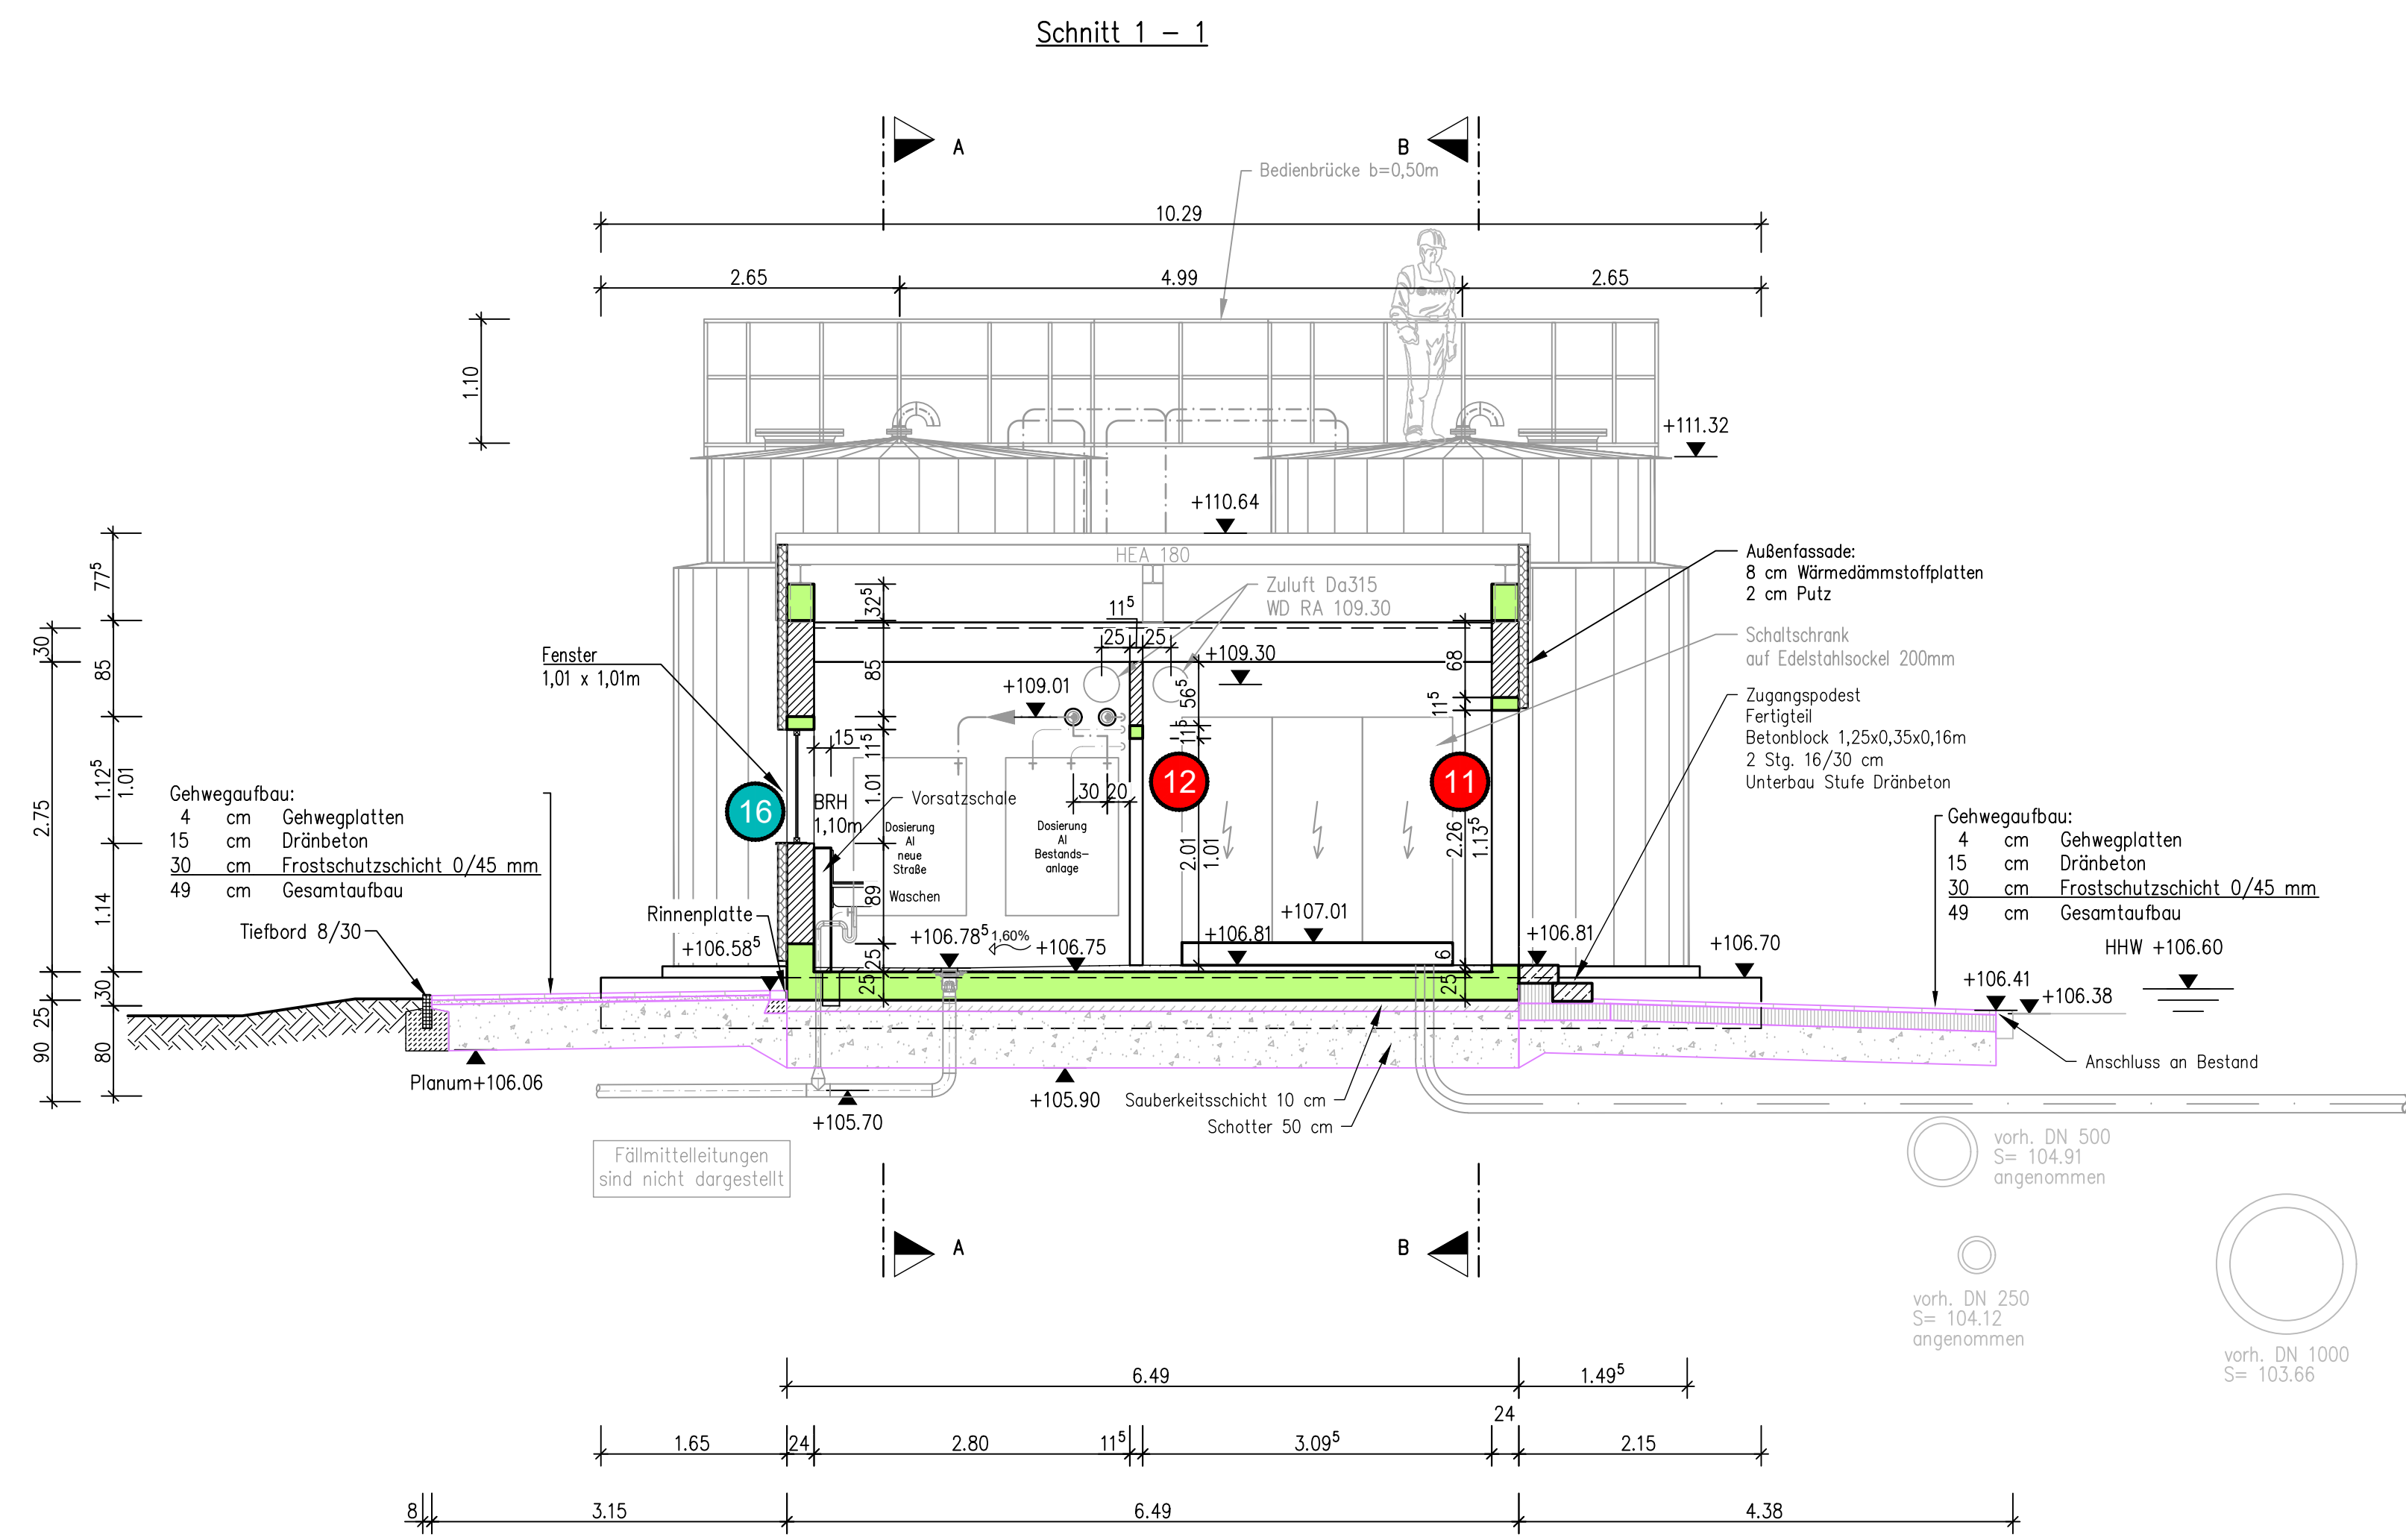 Schnitt 1 - 1
A
B
Bedienbrücke b=0,50m
10.29
2.65
4.99
2.65
1.10
+111.32
+110.64
HEA 180
Zuluft Da315
WD RA 109.30
11⁵
25
25
+109.30
+109.01
Außenfassade:
8 cm Wärmedämmstoffplatten
2 cm Putz
Schaltschrank
auf Edelstahlsockel 200mm
Zugangspodest
Fertigteil
Betonblock 1,25x0,35x0,16m
2 Stg. 16/30 cm
Unterbau Stufe Dränbeton
Fenster
1,01 x 1,01m
30
2.75
25
90
77⁵
85
1.12⁵
1.01
1.14
30
80
32⁵
85
11⁵
1.01
89
25
25
15
16
12
11
BRH
1,10m
Vorsatzschale
Dosierung
Al
neue
Straße
Waschen
Dosierung
Al
Bestands-
anlage
30
20
56⁵
11⁵
2.01
1.01
68
11⁵
2.26
1.13⁵
6
25
Gehwegaufbau:
4 cm Gehwegplatten
15 cm Dränbeton
30 cm Frostschutzschicht 0/45 mm
49 cm Gesamtaufbau
Tiefbord 8/30
Gehwegaufbau:
4 cm Gehwegplatten
15 cm Dränbeton
30 cm Frostschutzschicht 0/45 mm
49 cm Gesamtaufbau
Rinnenplatte
+106.58⁵
+106.78⁵
1,60%
+106.75
+106.81
+107.01
+106.81
+106.70
HHW +106.60
+106.41
+106.38
Anschluss an Bestand
Planum+106.06
+105.70
+105.90
Sauberkeitsschicht 10 cm
Schotter 50 cm
Fällmittelleitungen
sind nicht dargestellt
vorh. DN 500
S= 104.91
angenommen
A
B
vorh. DN 250
S= 104.12
angenommen
vorh. DN 1000
S= 103.66
6.49
1.49⁵
1.65
24
2.80
11⁵
3.09⁵
24
2.15
8
3.15
6.49
4.38